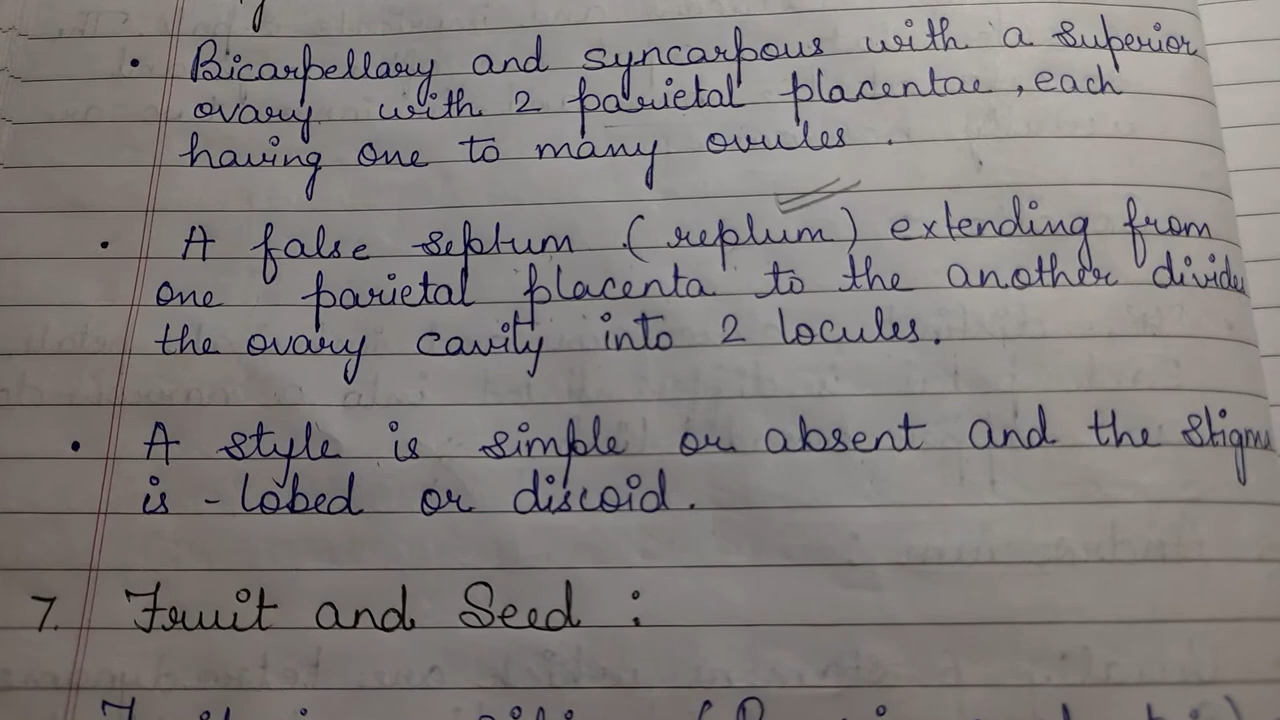 • Bicarpellary and syncarpous with a superior
ovary with 2 parietal placentae, each
having one to many ovules.
• A false septum (replum) extending from
one parietal placenta to the another divide
the ovary cavity into 2 locules.
• A style is simple or absent and the stigma
is - lobed or discoid.
7. Fruit and Seed :